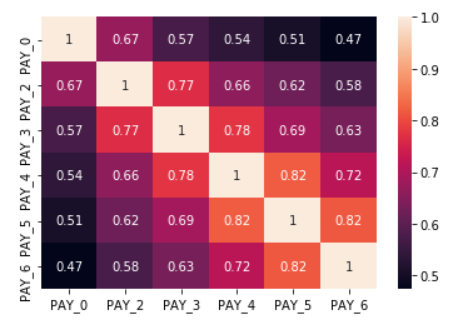 PAY_0 1 0.67 0.57 0.54 0.51 0.47
PAY_2 0.67 1 0.77 0.66 0.62 0.58
PAY_3 0.57 0.77 1 0.78 0.69 0.63
PAY_4 0.54 0.66 0.78 1 0.82 0.72
PAY_5 0.51 0.62 0.69 0.82 1 0.82
PAY_6 0.47 0.58 0.63 0.72 0.82 1
PAY_0 PAY_2 PAY_3 PAY_4 PAY_5 PAY_6
1.0
0.9
0.8
0.7
0.6
0.5